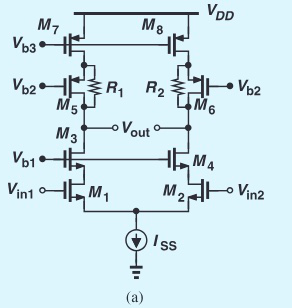 M7 M8 VDD
Vb3
Vb2 R1 R2 Vb2
M5 M6
M3 Vout
Vb1 M4
Vin1 M1 M2 Vin2
ISS
(a)